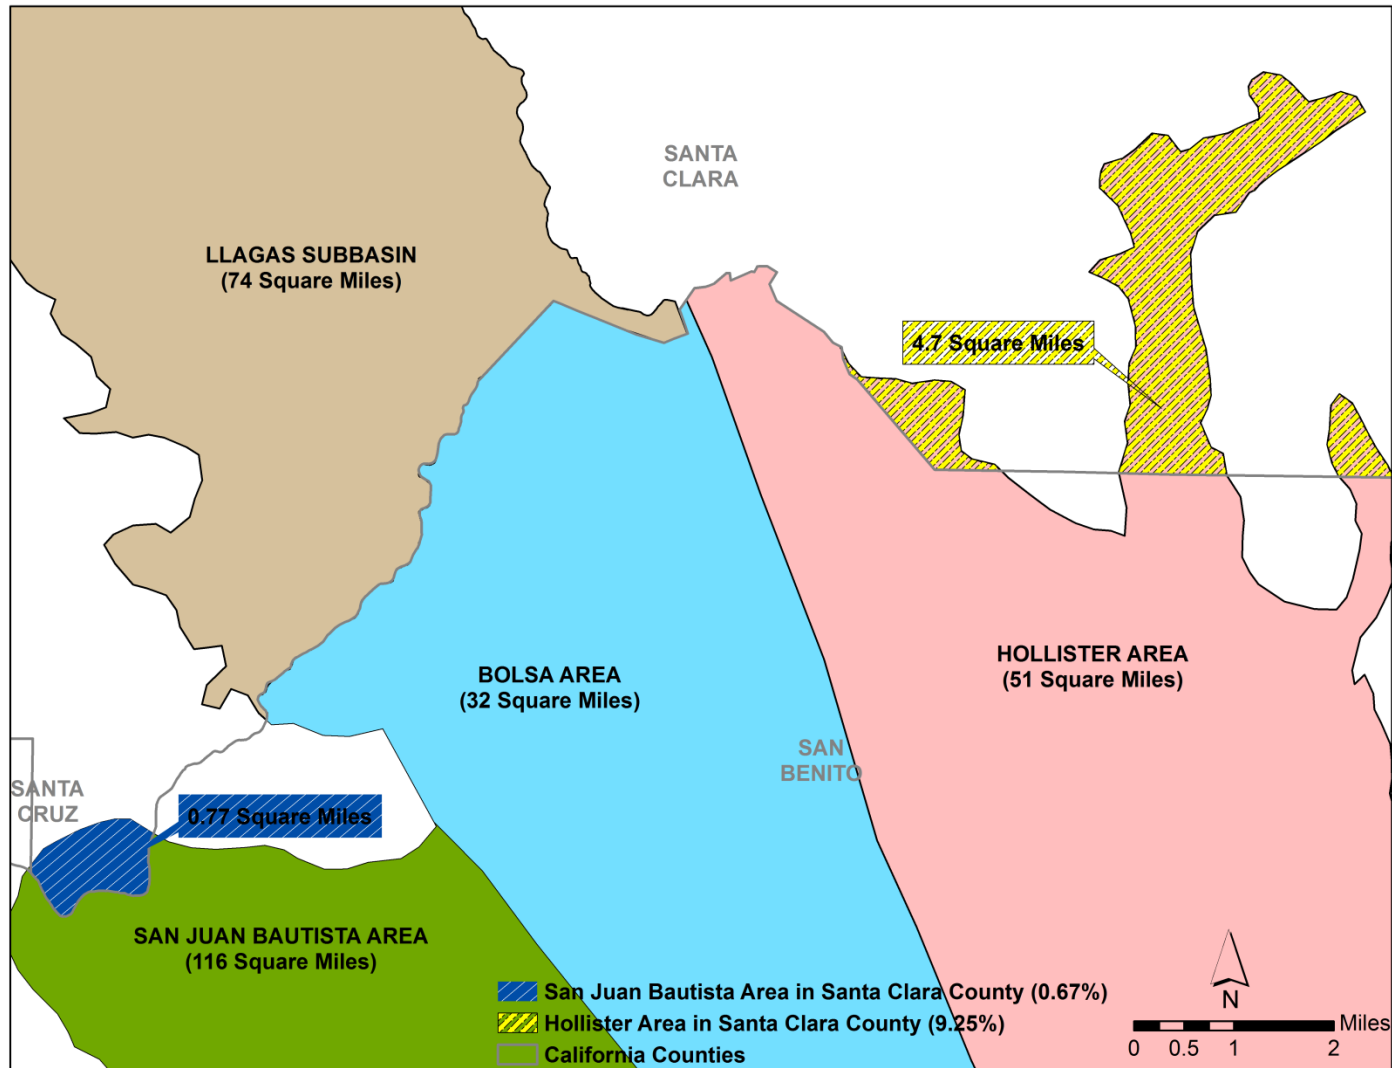 SANTA
CLARA
LLAGAS SUBBASIN
(74 Square Miles)
4.7 Square Miles
HOLLISTER AREA
(51 Square Miles)
BOLSA AREA
(32 Square Miles)
SAN
BENITO
SANTA
CRUZ
0.77 Square Miles
SAN JUAN BAUTISTA AREA
(116 Square Miles)
San Juan Bautista Area in Santa Clara County (0.67%)
Hollister Area in Santa Clara County (9.25%)
California Counties
N
Miles
0 0.5 1 2